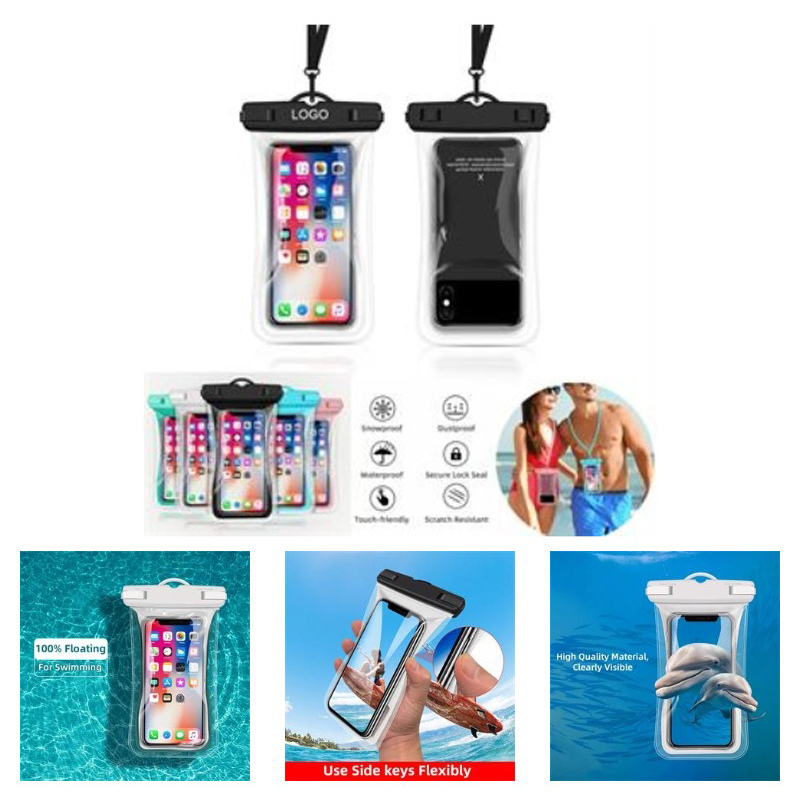 LOGO
X
Snowproof
Dustproof
Waterproof
Secure Lock Seal
Touch-friendly
Scratch Resistant
100% Floating
For Swimming
Use Side keys Flexibly
High Quality Material,
Clearly Visible